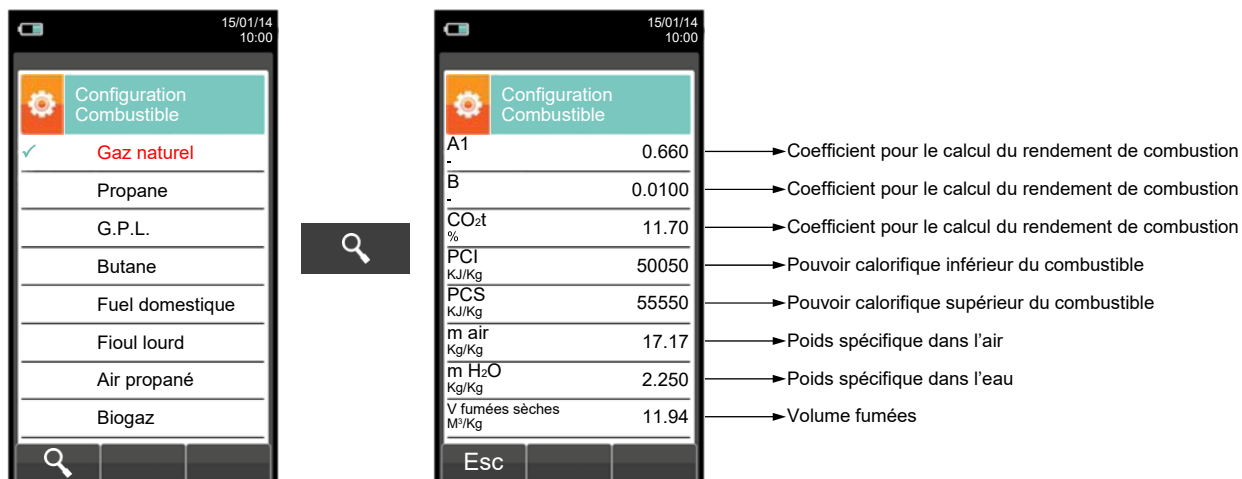 15/01/14
10:00
Configuration
Combustible
✓ Gaz naturel
Propane
G.P.L.
Butane
Fuel domestique
Fioul lourd
Air propané
Biogaz
15/01/14
10:00
Configuration
Combustible
A1
-
0.660
Coefficient pour le calcul du rendement de combustion
B
-
0.0100
Coefficient pour le calcul du rendement de combustion
CO₂t
%
11.70
Coefficient pour le calcul du rendement de combustion
PCI
KJ/Kg
50050
Pouvoir calorifique inférieur du combustible
PCS
KJ/Kg
55550
Pouvoir calorifique supérieur du combustible
m air
Kg/Kg
17.17
Poids spécifique dans l’air
m H₂O
Kg/Kg
2.250
Poids spécifique dans l’eau
V fumées sèches
M³/Kg
11.94
Volume fumées
Esc